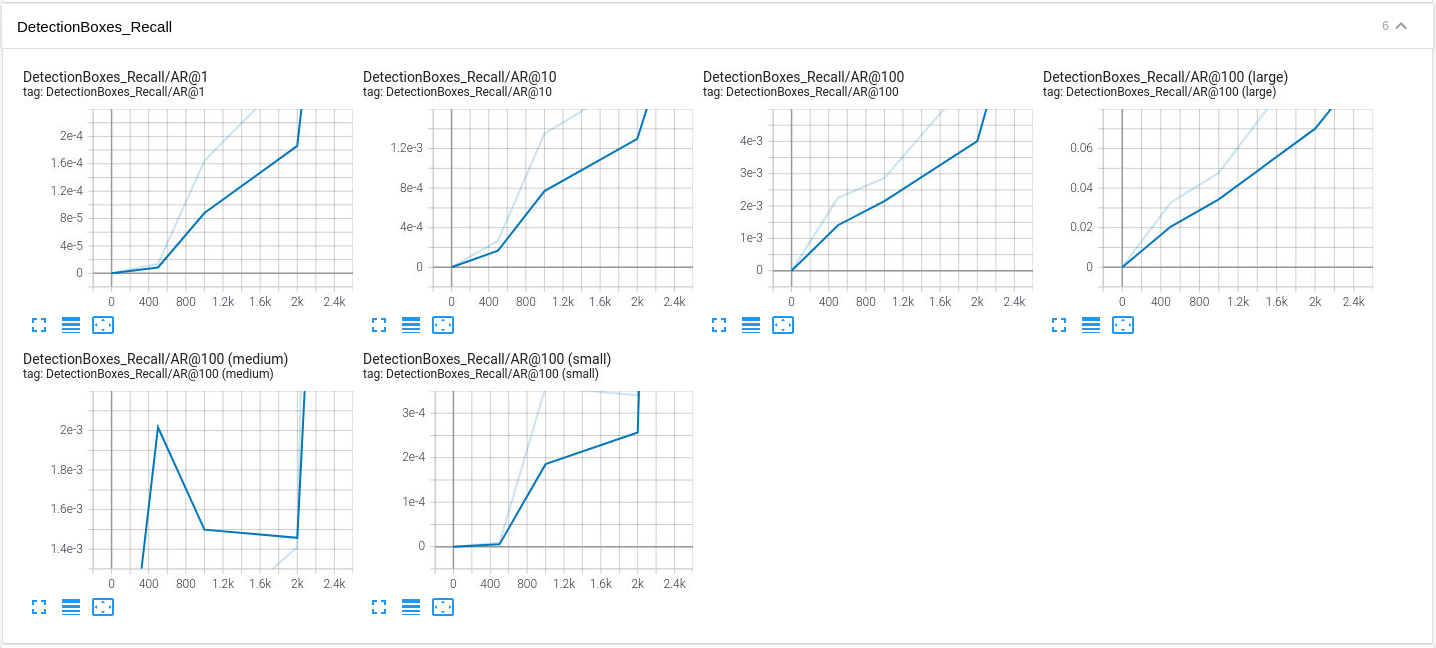 DetectionBoxes_Recall
6
DetectionBoxes_Recall/AR@1
tag: DetectionBoxes_Recall/AR@1
2e-4
1.6e-4
1.2e-4
8e-5
4e-5
0
0 400 800 1.2k 1.6k 2k 2.4k
DetectionBoxes_Recall/AR@10
tag: DetectionBoxes_Recall/AR@10
1.2e-3
8e-4
4e-4
0
0 400 800 1.2k 1.6k 2k 2.4k
DetectionBoxes_Recall/AR@100
tag: DetectionBoxes_Recall/AR@100
4e-3
3e-3
2e-3
1e-3
0
0 400 800 1.2k 1.6k 2k 2.4k
DetectionBoxes_Recall/AR@100 (large)
tag: DetectionBoxes_Recall/AR@100 (large)
0.06
0.04
0.02
0
0 400 800 1.2k 1.6k 2k 2.4k
DetectionBoxes_Recall/AR@100 (medium)
tag: DetectionBoxes_Recall/AR@100 (medium)
2e-3
1.8e-3
1.6e-3
1.4e-3
0 400 800 1.2k 1.6k 2k 2.4k
DetectionBoxes_Recall/AR@100 (small)
tag: DetectionBoxes_Recall/AR@100 (small)
3e-4
2e-4
1e-4
0
0 400 800 1.2k 1.6k 2k 2.4k